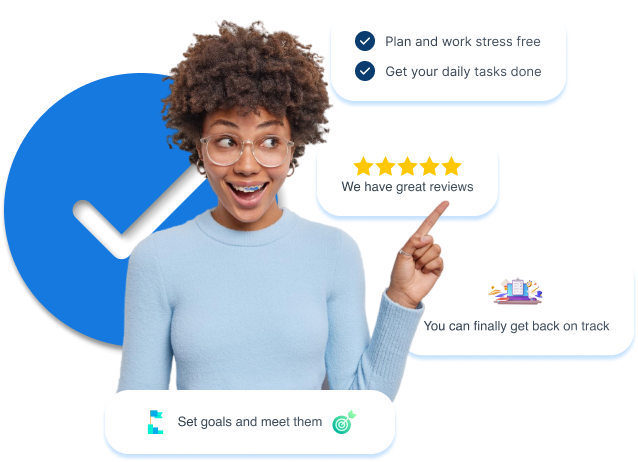 Plan and work stress free
Get your daily tasks done
We have great reviews
You can finally get back on track
Set goals and meet them